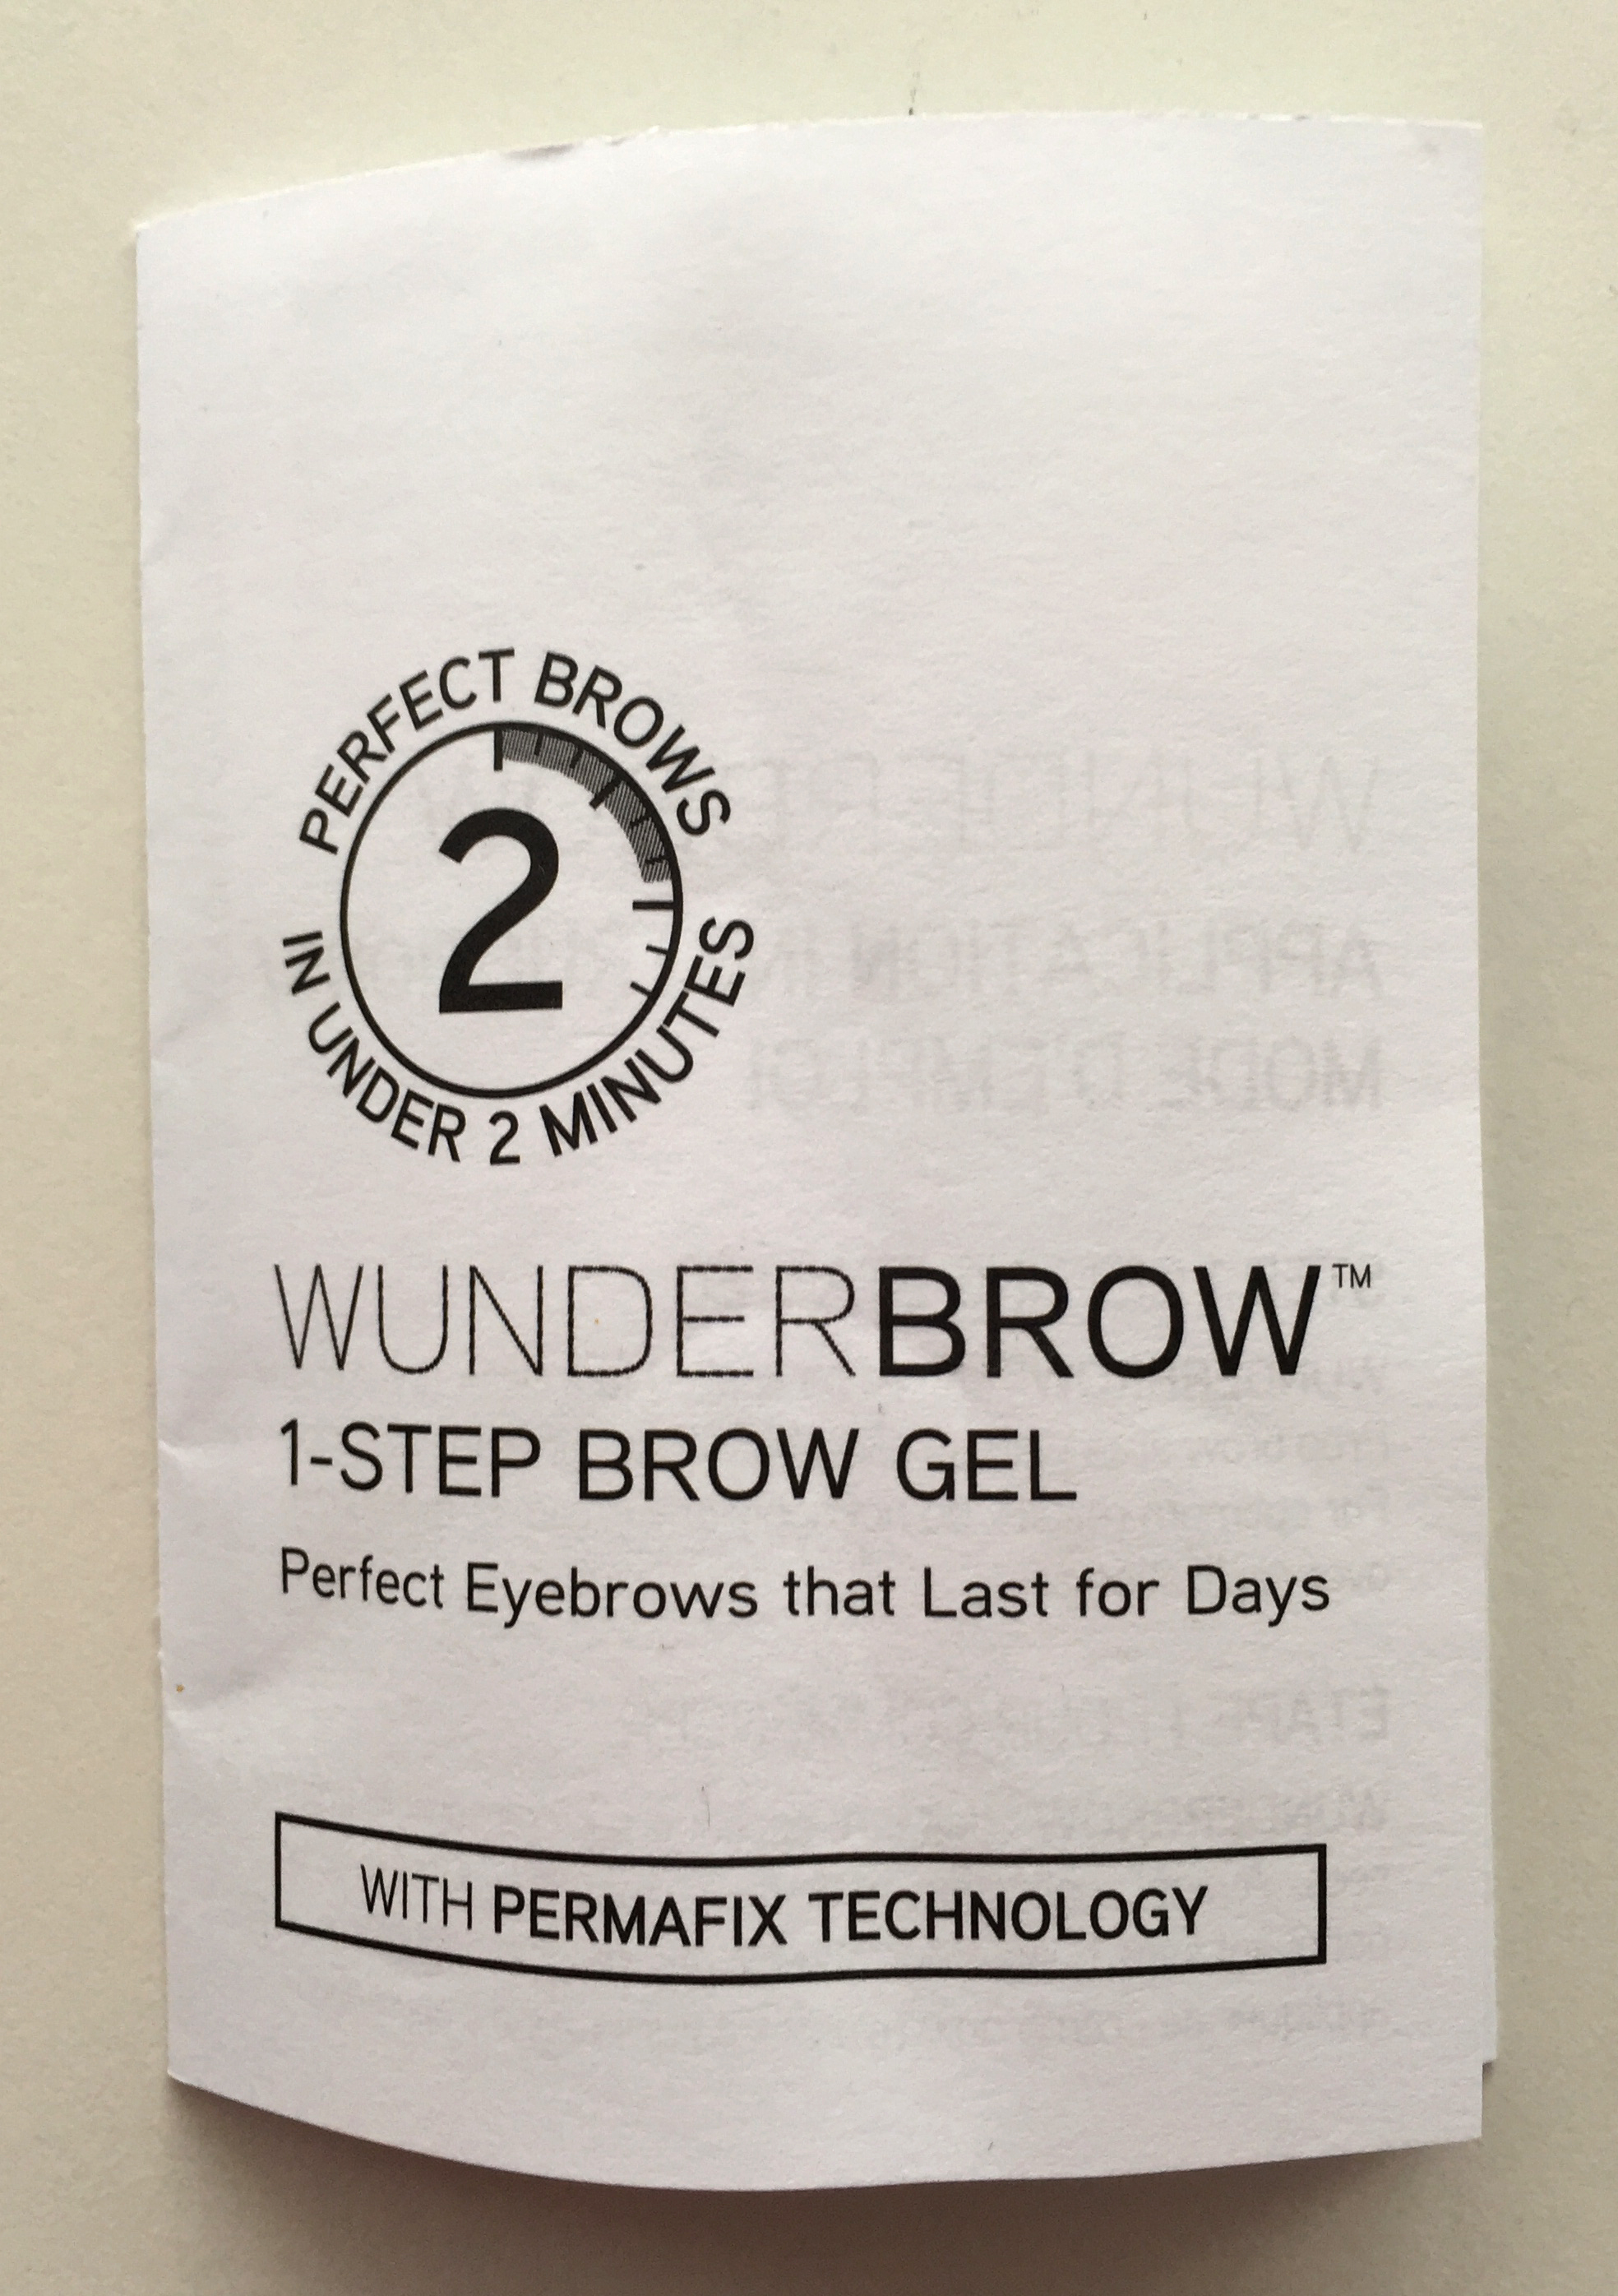 PERFECT BROWS
2
IN UNDER 2 MINUTES
WUNDERBROW™
1-STEP BROW GEL
Perfect Eyebrows that Last for Days
WITH PERMAFIX TECHNOLOGY